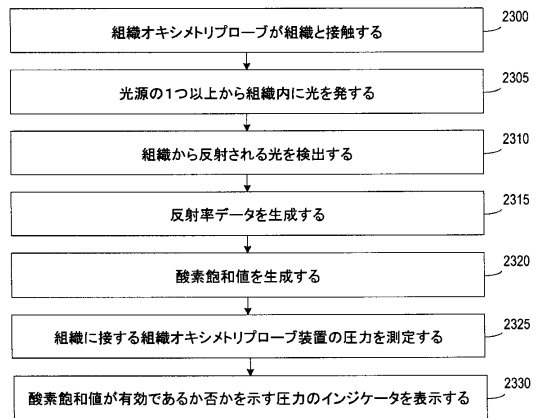 組織オキシメトリプローブが組織と接触する 2300
光源の1つ以上から組織内に光を発する 2305
組織から反射される光を検出する 2310
反射率データを生成する 2315
酸素飽和値を生成する 2320
組織に接する組織オキシメトリプローブ装置の圧力を測定する 2325
酸素飽和値が有効であるか否かを示す圧力のインジケータを表示する 2330